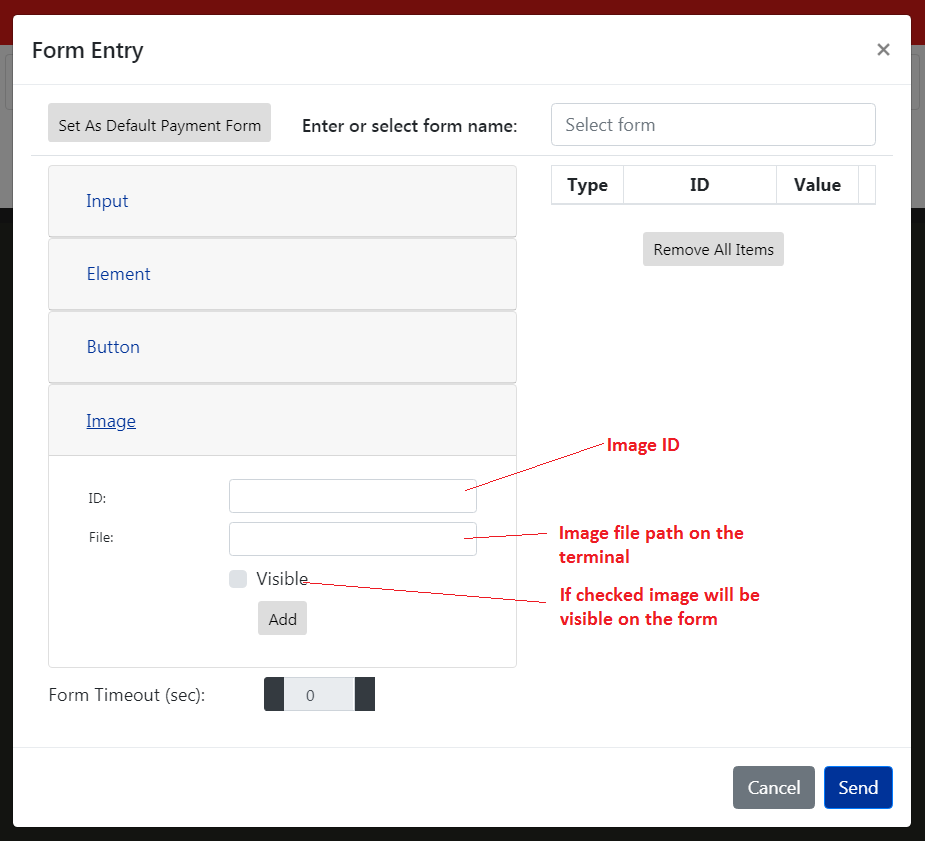 Form Entry
×
Set As Default Payment Form
Enter or select form name:
Select form
Input
Type ID Value
Remove All Items
Element
Button
Image
Image ID
ID:
File:
Image file path on the
terminal
Visible
If checked image will be
visible on the form
Add
Form Timeout (sec):
0
Cancel
Send